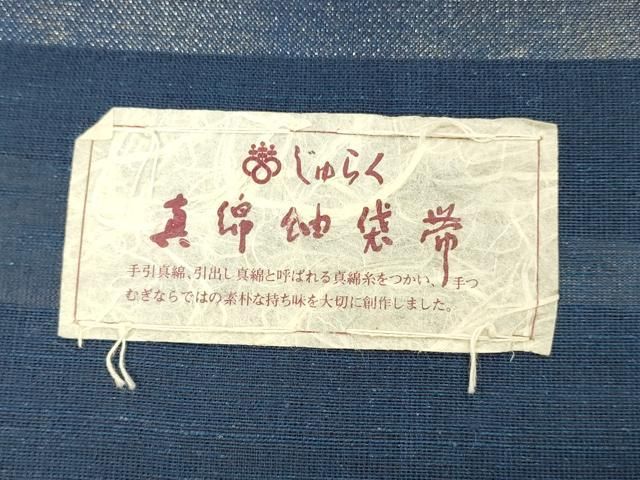 じゅらく
真綿紬袋帯
手引真綿、引出し真綿と呼ばれる真綿糸をつかい、手つ
むぎならではの素朴な持ち味を大切に創作しました。